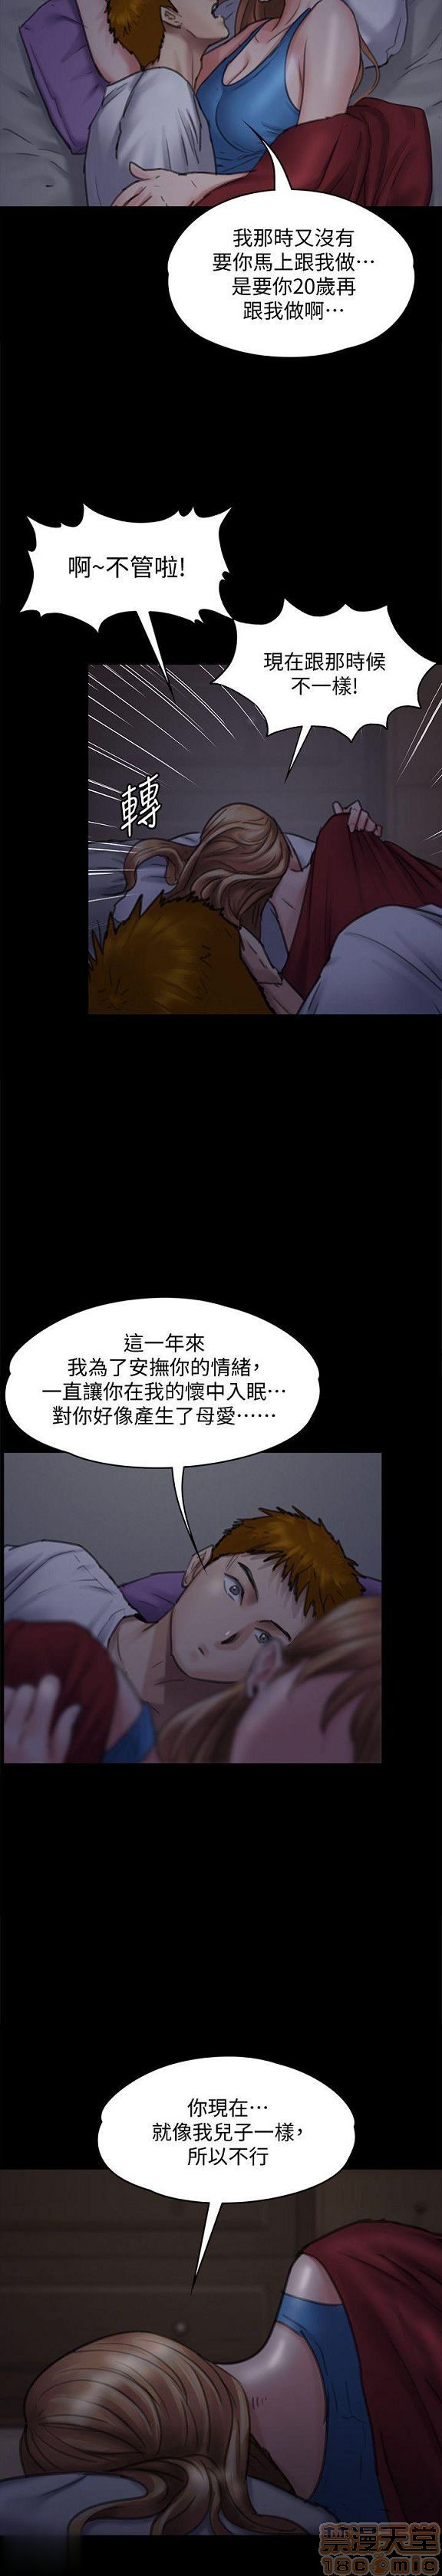 我那時又沒有
要你馬上跟我做…
是要你20歲再
跟我做啊…
啊~不管啦!
現在跟那時候
不一樣!
轉
這一年來
我為了安撫你的情緒,
一直讓你在我的懷中入眠…
對你好像產生了母愛……
你現在…
就像我兒子一樣,
所以不行
禁漫天堂
18comic